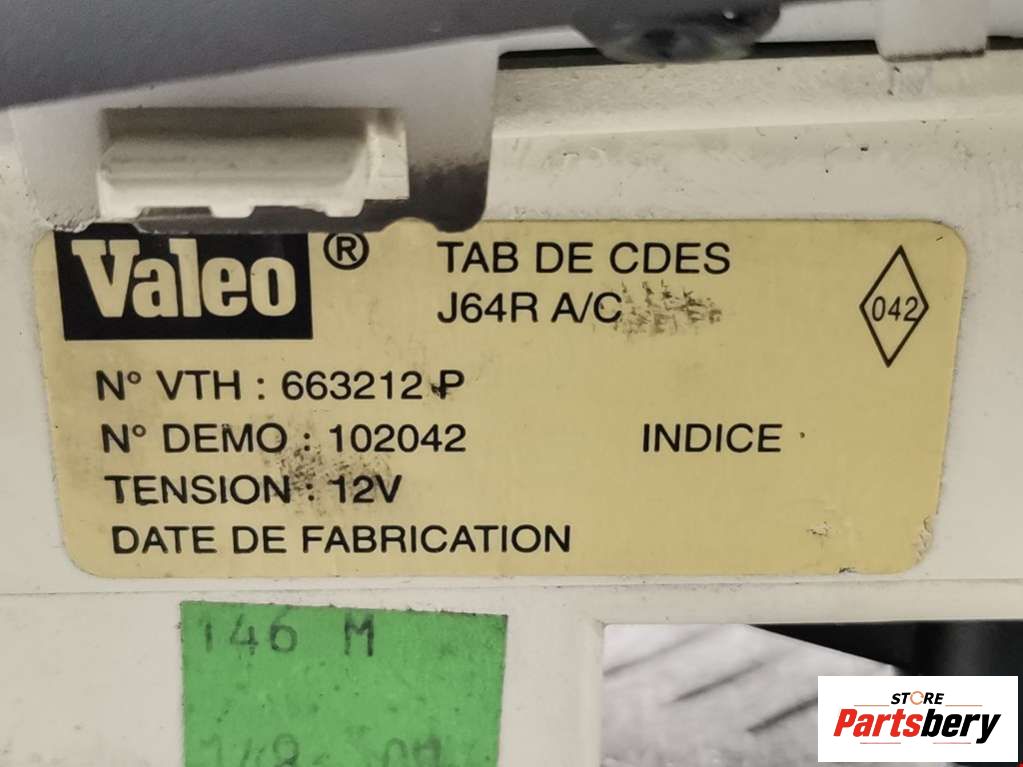 Valeo ® TAB DE CDES
J64R A/C
042
N° VTH : 663212 P
N° DEMO : 102042 INDICE
TENSION : 12V
DATE DE FABRICATION
146 M
STORE
Partsbery